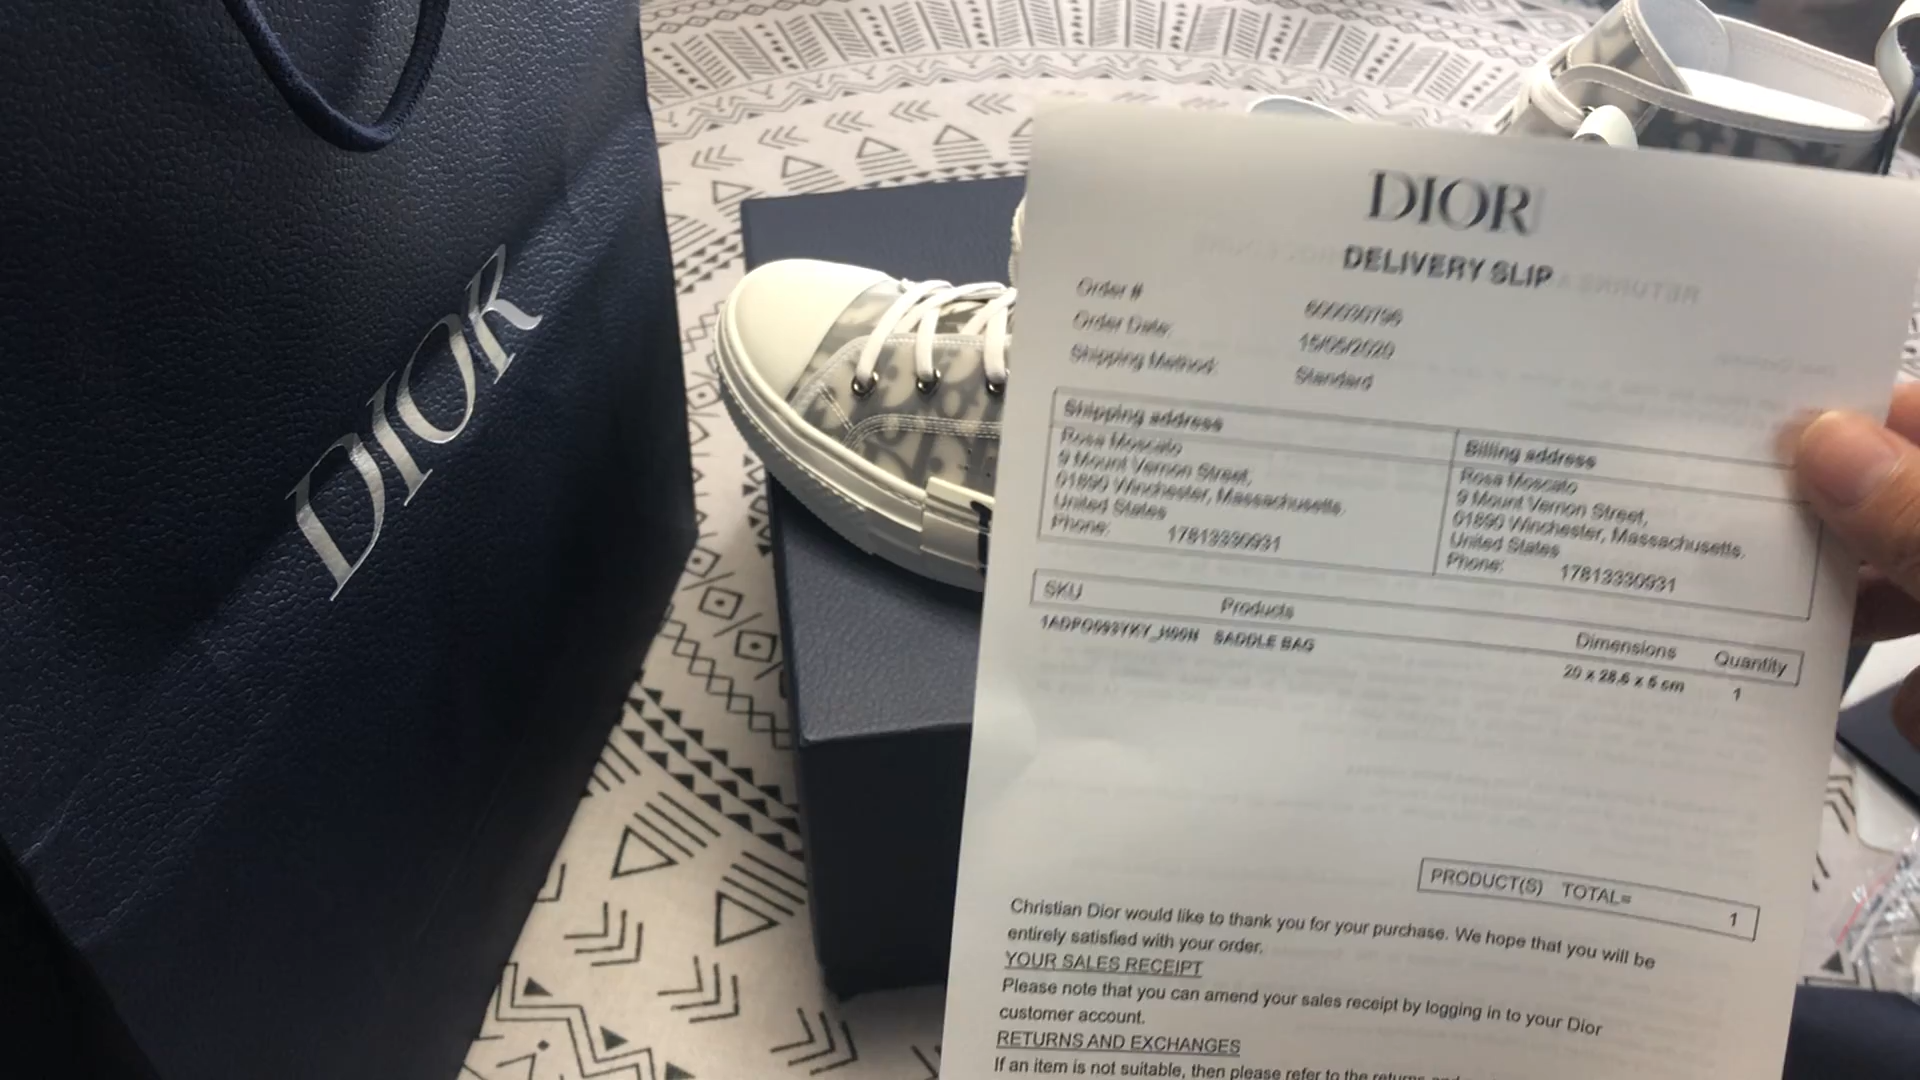 DIOR
DIOR
DELIVERY SLIP
Order #
Order Date: 15/05/2020
Shipping Method: Standard
Shipping address
Rosa Moscato
9 Mount Vernon Street,
01890 Winchester, Massachusetts,
United States
Phone: 17813330931
Billing address
Rosa Moscato
9 Mount Vernon Street,
01890 Winchester, Massachusetts,
United States
Phone: 17813330931
SKU Products Dimensions Quantity
SADDLE BAG 20 x 28,5 x 5 cm 1
PRODUCT(S) TOTAL= 1
Christian Dior would like to thank you for your purchase. We hope that you will be
entirely satisfied with your order.
YOUR SALES RECEIPT
Please note that you can amend your sales receipt by logging in to your Dior
customer account.
RETURNS AND EXCHANGES
If an item is not suitable, then please refer to the returns and